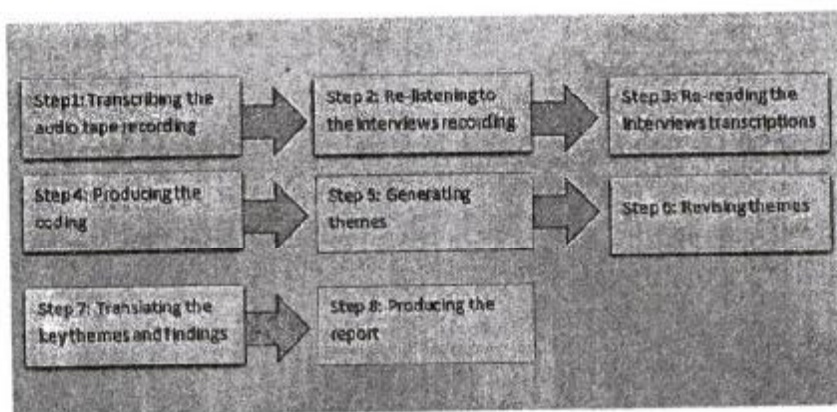 Step1: Transcribing the
audio tape recording
Step 2: Re-listening to
the interviews recording
Step 3: Re-reading the
interviews transcriptions
Step 4: Producing the
coding
Step 5: Generating
themes
Step 6: Revising themes
Step 7: Translating the
key themes and findings
Step 8: Producing the
report